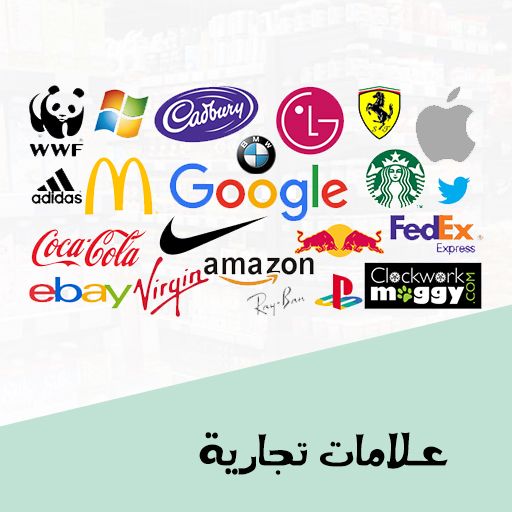 WWF
Cadbury
LG
BMW
S F
adidas
Google
FedEx
Express
Coca-Cola
amazon
ebay
Virgin
Ray-Ban
Clockwork
moggy.COM
علامات تجارية